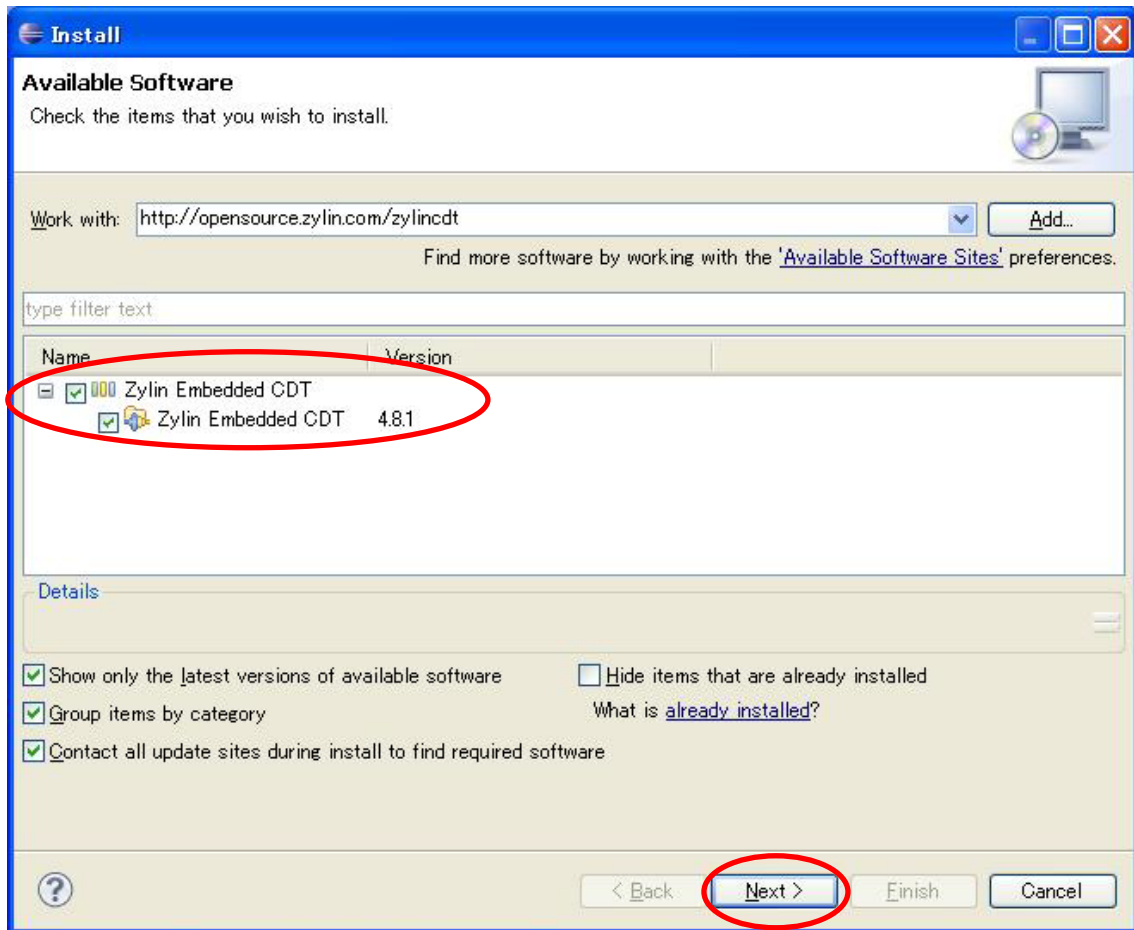 Install
Available Software
Check the items that you wish to install.
Work with: http://opensource.zylin.com/zylincdt Add...
Find more software by working with the 'Available Software Sites' preferences.
type filter text
Name Version
Zylin Embedded CDT
Zylin Embedded CDT 4.8.1
Details
Show only the latest versions of available software Hide items that are already installed
Group items by category What is already installed?
Contact all update sites during install to find required software
? < Back Next > Finish Cancel